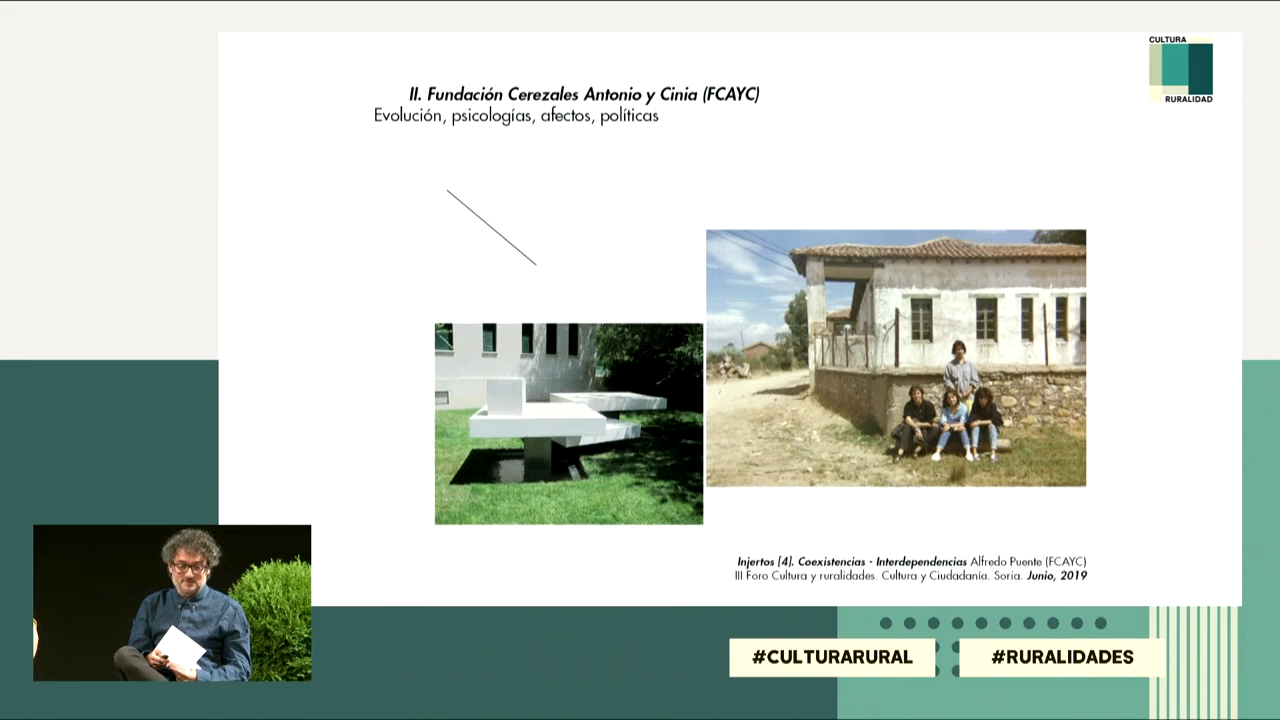 CULTURA
RURALIDAD
II. Fundación Cerezales Antonio y Cinia (FCAYC)
Evolución, psicologías, afectos, políticas
Injertos [4]. Coexistencias - Interdependencias Alfredo Puente (FCAYC)
III Foro Cultura y ruralidades. Cultura y Ciudadanía. Soria. Junio, 2019
#CULTURARURAL
#RURALIDADES